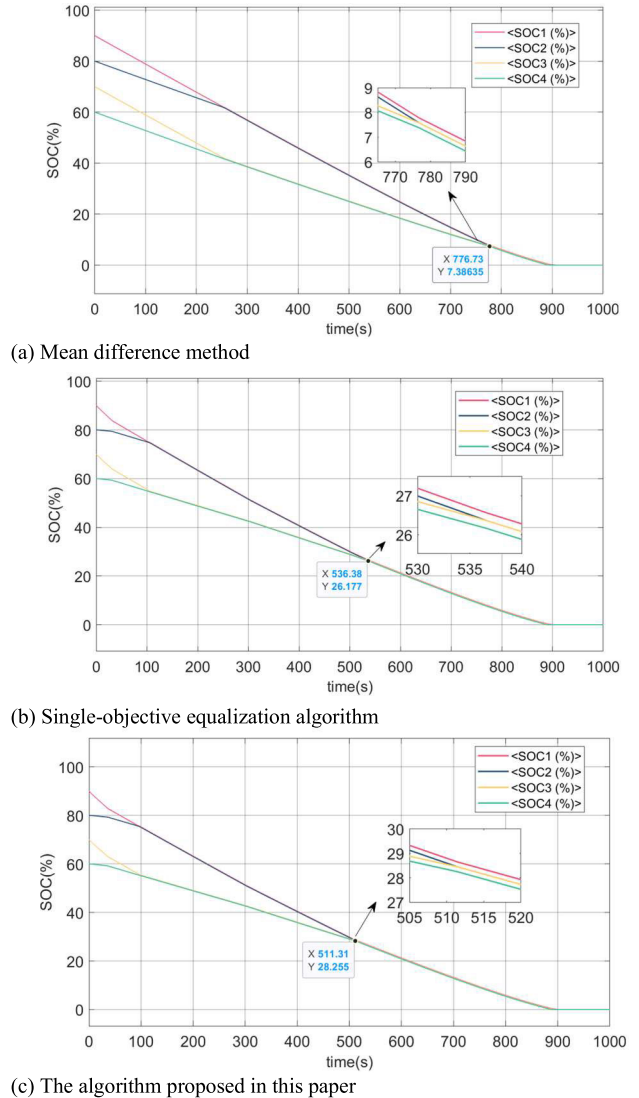 100
80
60
40
20
0
SOC(%)
<SOC1 (%)>
<SOC2 (%)>
<SOC3 (%)>
<SOC4 (%)>
9
8
7
6
770 780 790
X 776.73
Y 7.38635
0 100 200 300 400 500 600 700 800 900 1000
time(s)
(a) Mean difference method
100
80
60
40
20
0
SOC(%)
<SOC1 (%)>
<SOC2 (%)>
<SOC3 (%)>
<SOC4 (%)>
27
26
530 535 540
X 536.38
Y 26.177
0 100 200 300 400 500 600 700 800 900 1000
time(s)
(b) Single-objective equalization algorithm
100
80
60
40
20
0
SOC(%)
<SOC1 (%)>
<SOC2 (%)>
<SOC3 (%)>
<SOC4 (%)>
30
29
28
27
505 510 515 520
X 511.31
Y 28.255
0 100 200 300 400 500 600 700 800 900 1000
time(s)
(c) The algorithm proposed in this paper